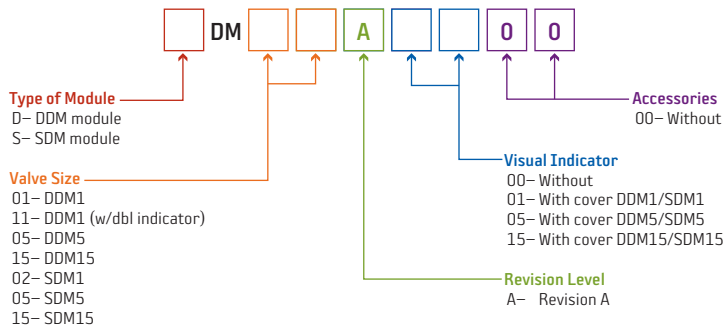 DM A 0 0
Type of Module
D– DDM module
S– SDM module
Valve Size
01– DDM1
11– DDM1 (w/dbl indicator)
05– DDM5
15– DDM15
02– SDM1
05– SDM5
15– SDM15
Accessories
00– Without
Visual Indicator
00– Without
01– With cover DDM1/SDM1
05– With cover DDM5/SDM5
15– With cover DDM15/SDM15
Revision Level
A– Revision A